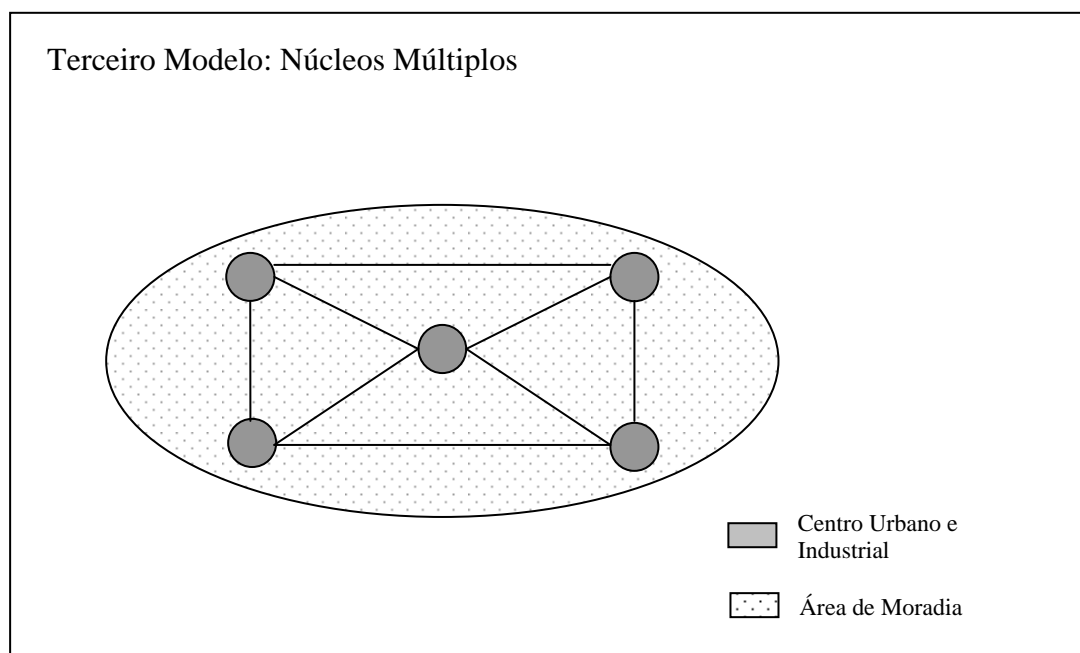 Terceiro Modelo: Núcleos Múltiplos
Centro Urbano e
Industrial
Área de Moradia